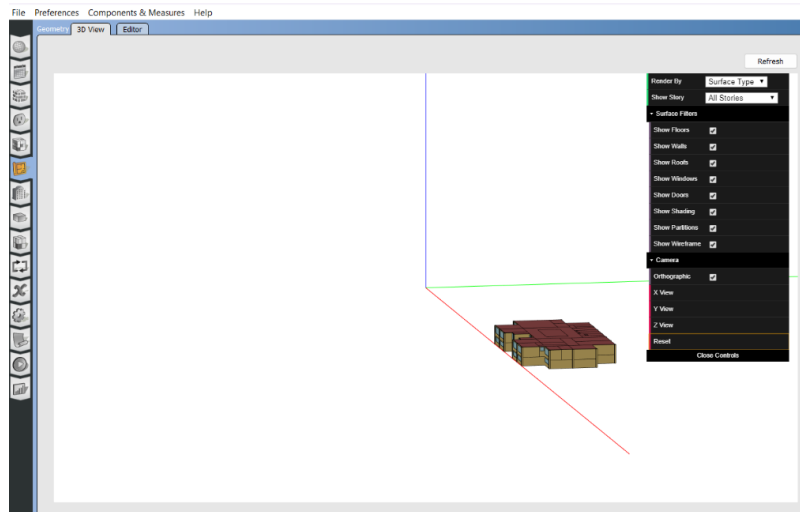 File Preferences Components & Measures Help
Geometry 3D View Editor
Refresh
Render By Surface Type
Show Story All Stories
Surface Filters
Show Floors
Show Walls
Show Roofs
Show Windows
Show Doors
Show Shading
Show Partitions
Show Wireframe
Camera
Orthographic
X View
Y View
Z View
Reset
Close Controls